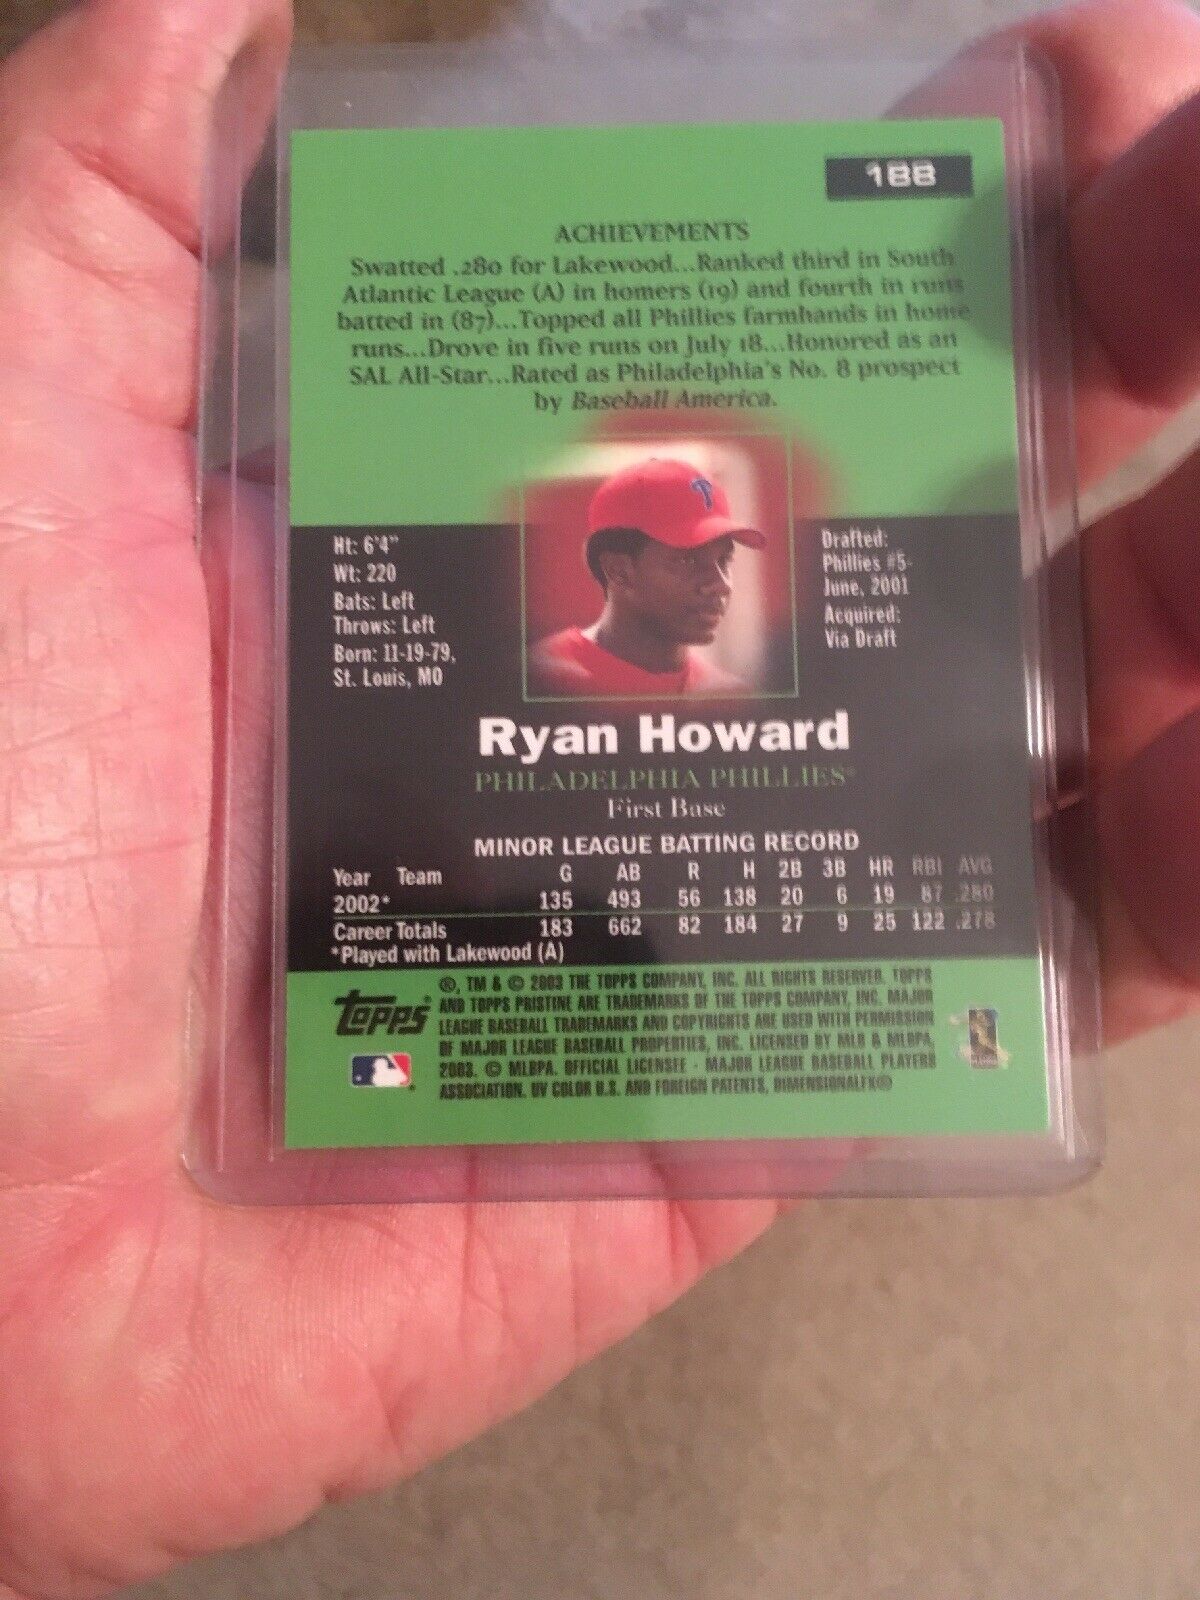 188
ACHIEVEMENTS
Swatted .280 for Lakewood...Ranked third in South
Atlantic League (A) in homers (19) and fourth in runs
batted in (87)...Topped all Phillies farmhands in home
runs...Drove in five runs on July 18...Honored as an
SAL All-Star...Rated as Philadelphia's No. 8 prospect
by Baseball America.
P
Ht: 6'4"
Wt: 220
Bats: Left
Throws: Left
Born: 11-19-79,
St. Louis, MO
Drafted:
Phillies #5-
June, 2001
Acquired:
Via Draft
Ryan Howard
PHILADELPHIA PHILLIES®
First Base
MINOR LEAGUE BATTING RECORD
Year Team G AB R H 2B 3B HR RBI AVG
2002* 135 493 56 138 20 6 19 87 .280
Career Totals 183 662 82 184 27 9 25 122 .278
*Played with Lakewood (A)
Topps®
®, TM & © 2003 THE TOPPS COMPANY, INC. ALL RIGHTS RESERVED. TOPPS
AND TOPPS PRISTINE ARE TRADEMARKS OF THE TOPPS COMPANY, INC. MAJOR
LEAGUE BASEBALL TRADEMARKS AND COPYRIGHTS ARE USED WITH PERMISSION
OF MAJOR LEAGUE BASEBALL PROPERTIES, INC. LICENSED BY MLB & MLBPA,
2003. © MLBPA. OFFICIAL LICENSEE - MAJOR LEAGUE BASEBALL PLAYERS
ASSOCIATION. UV COLOR U.S. AND FOREIGN PATENTS, DIMENSIONALFX®